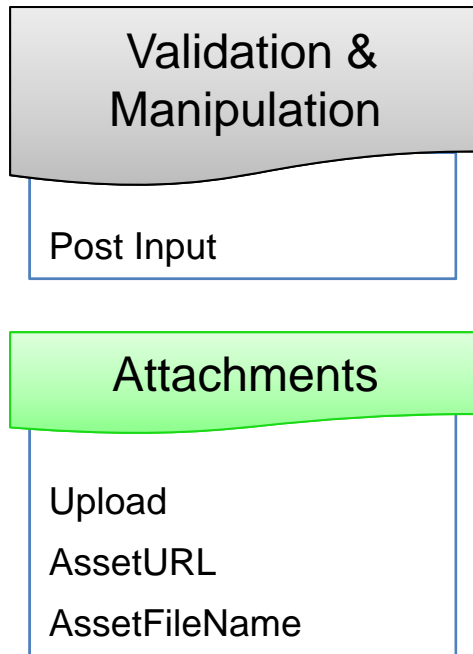 Validation &
Manipulation
Post Input
Attachments
Upload
AssetURL
AssetFileName